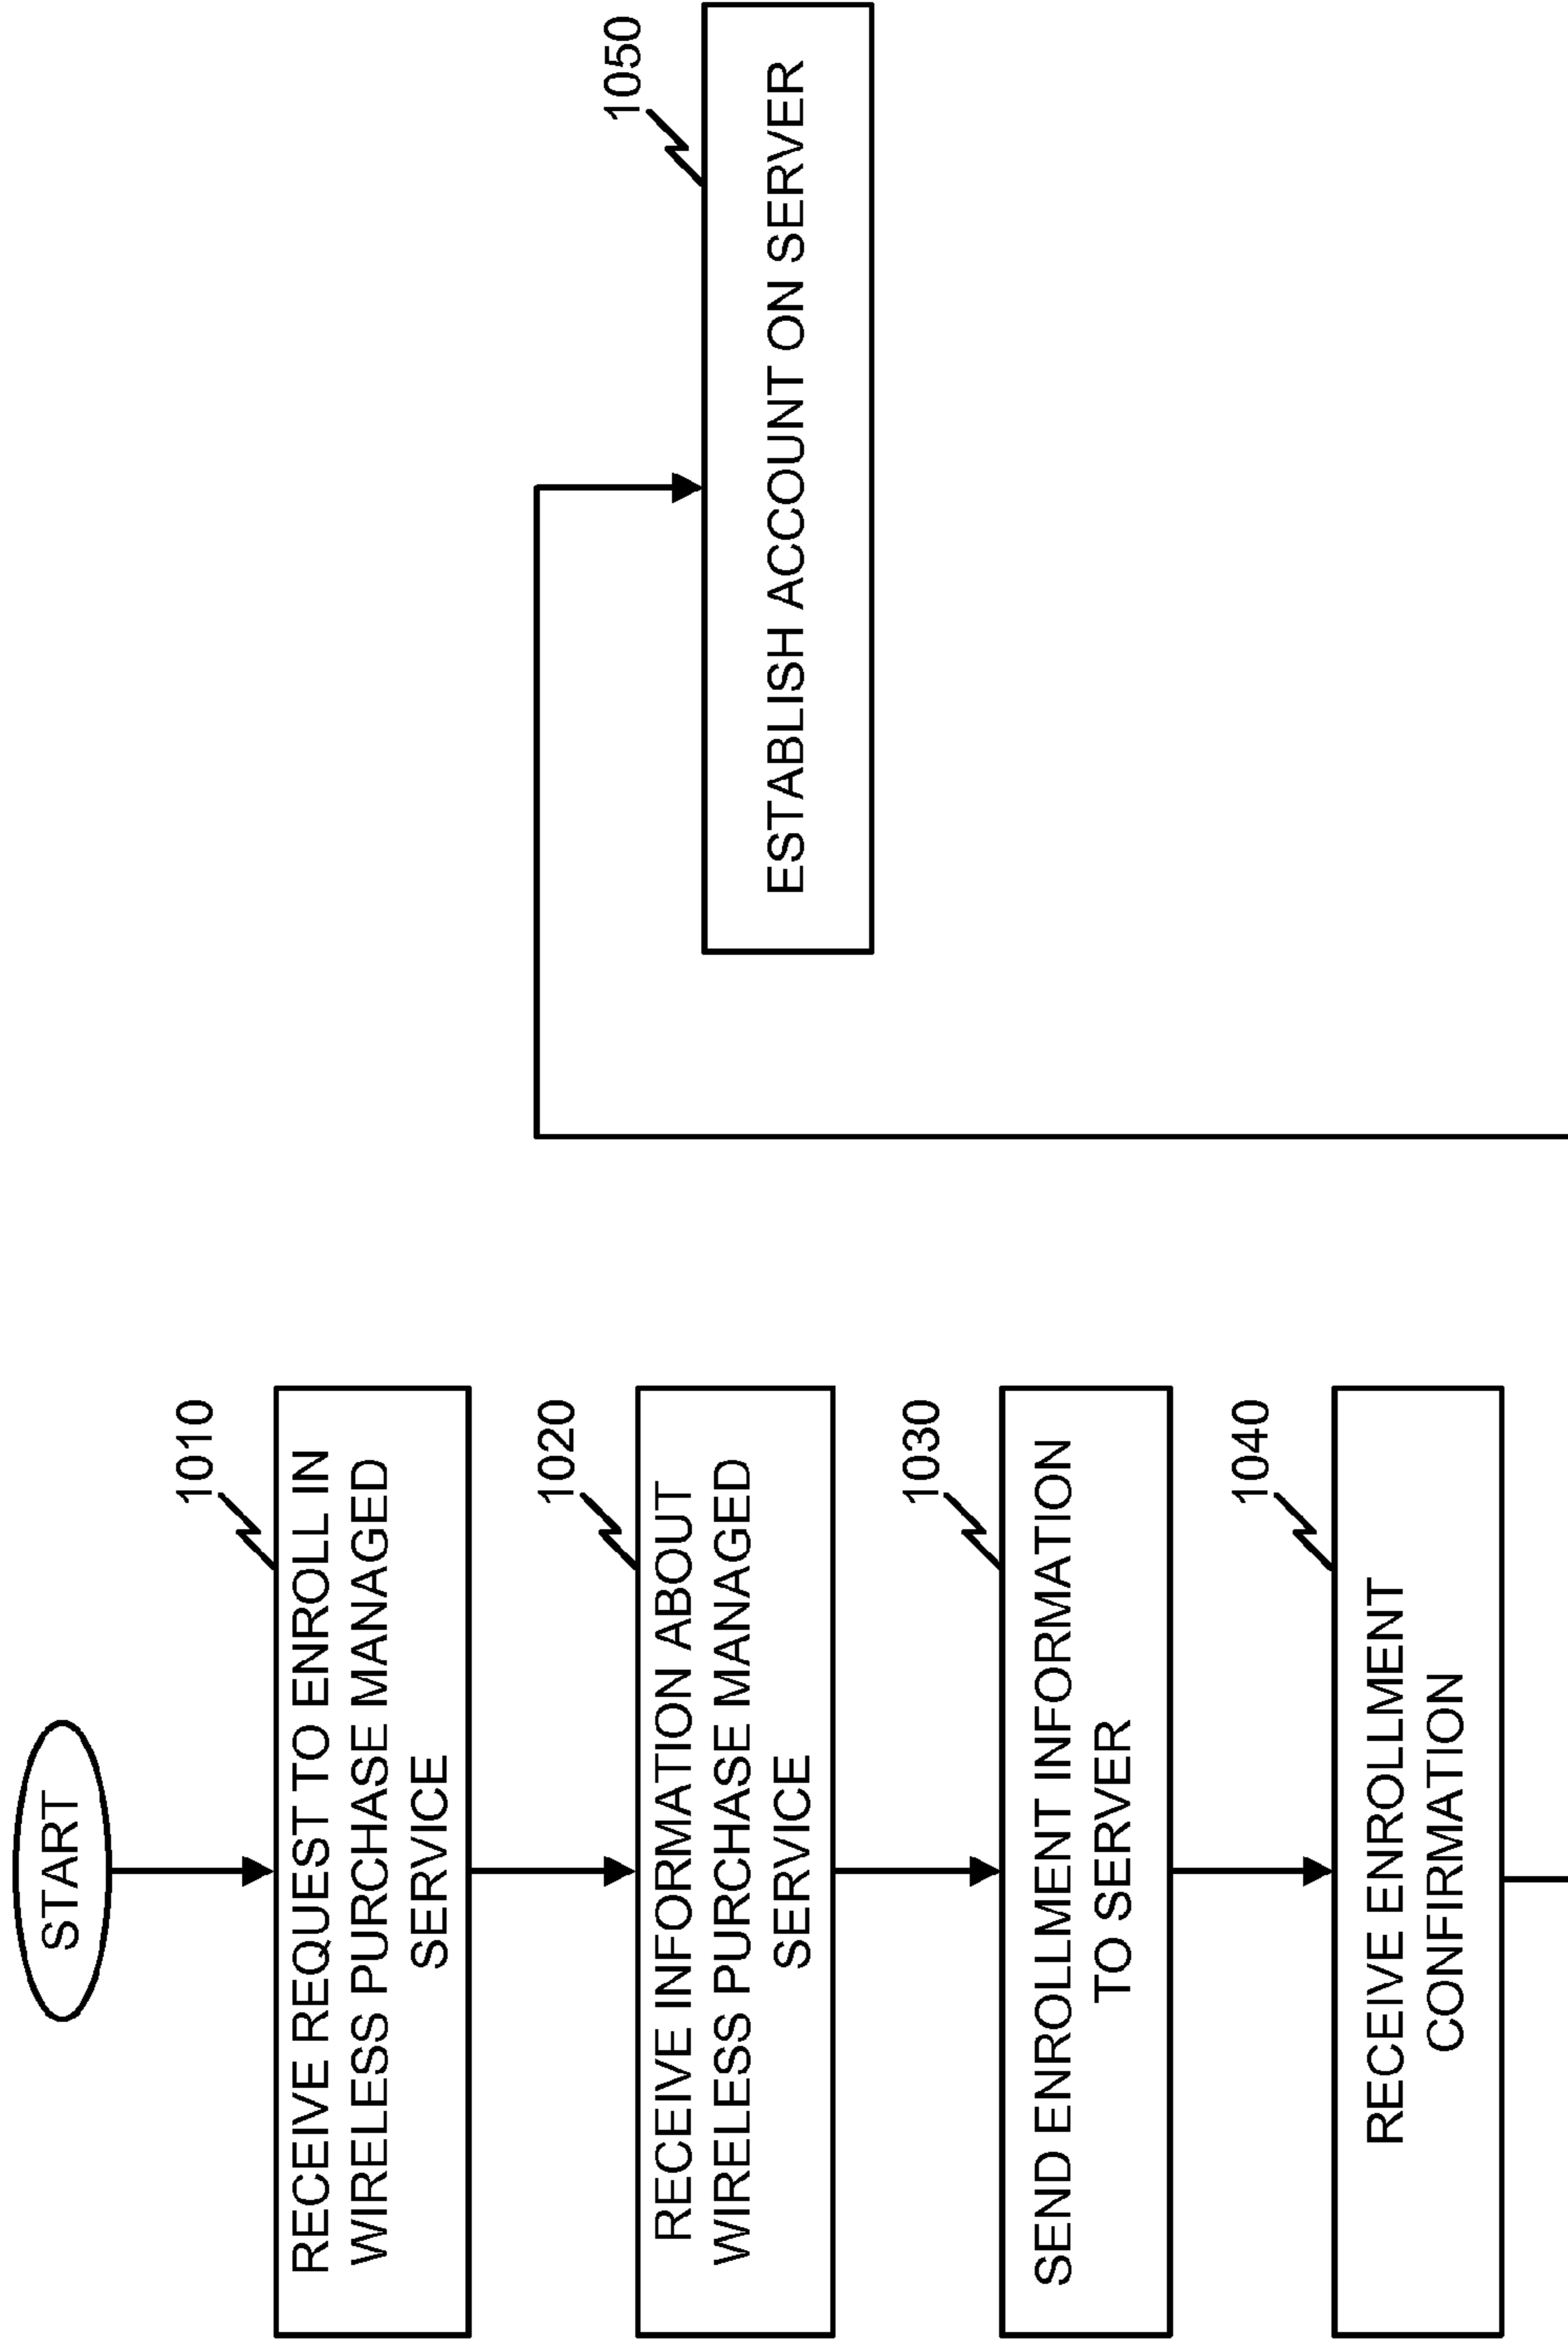 START
1010
RECEIVE REQUEST TO ENROLL IN
WIRELESS PURCHASE MANAGED
SERVICE
1020
RECEIVE INFORMATION ABOUT
WIRELESS PURCHASE MANAGED
SERVICE
1030
SEND ENROLLMENT INFORMATION
TO SERVER
1040
RECEIVE ENROLLMENT
CONFIRMATION
1050
ESTABLISH ACCOUNT ON SERVER